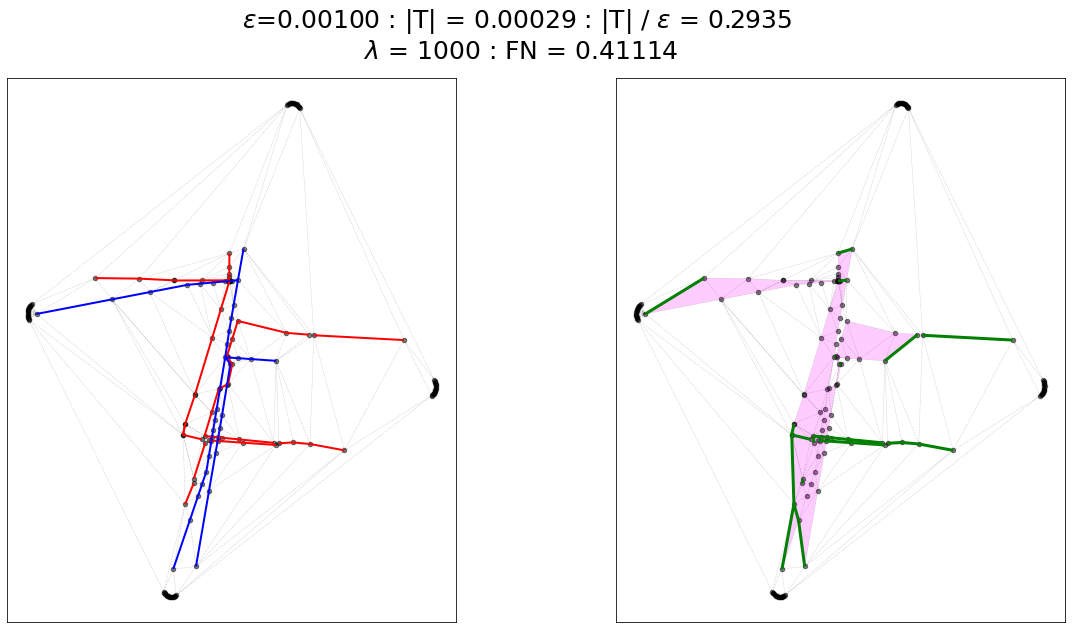 ε=0.00100 : |T| = 0.00029 : |T| / ε = 0.2935
λ = 1000 : FN = 0.41114